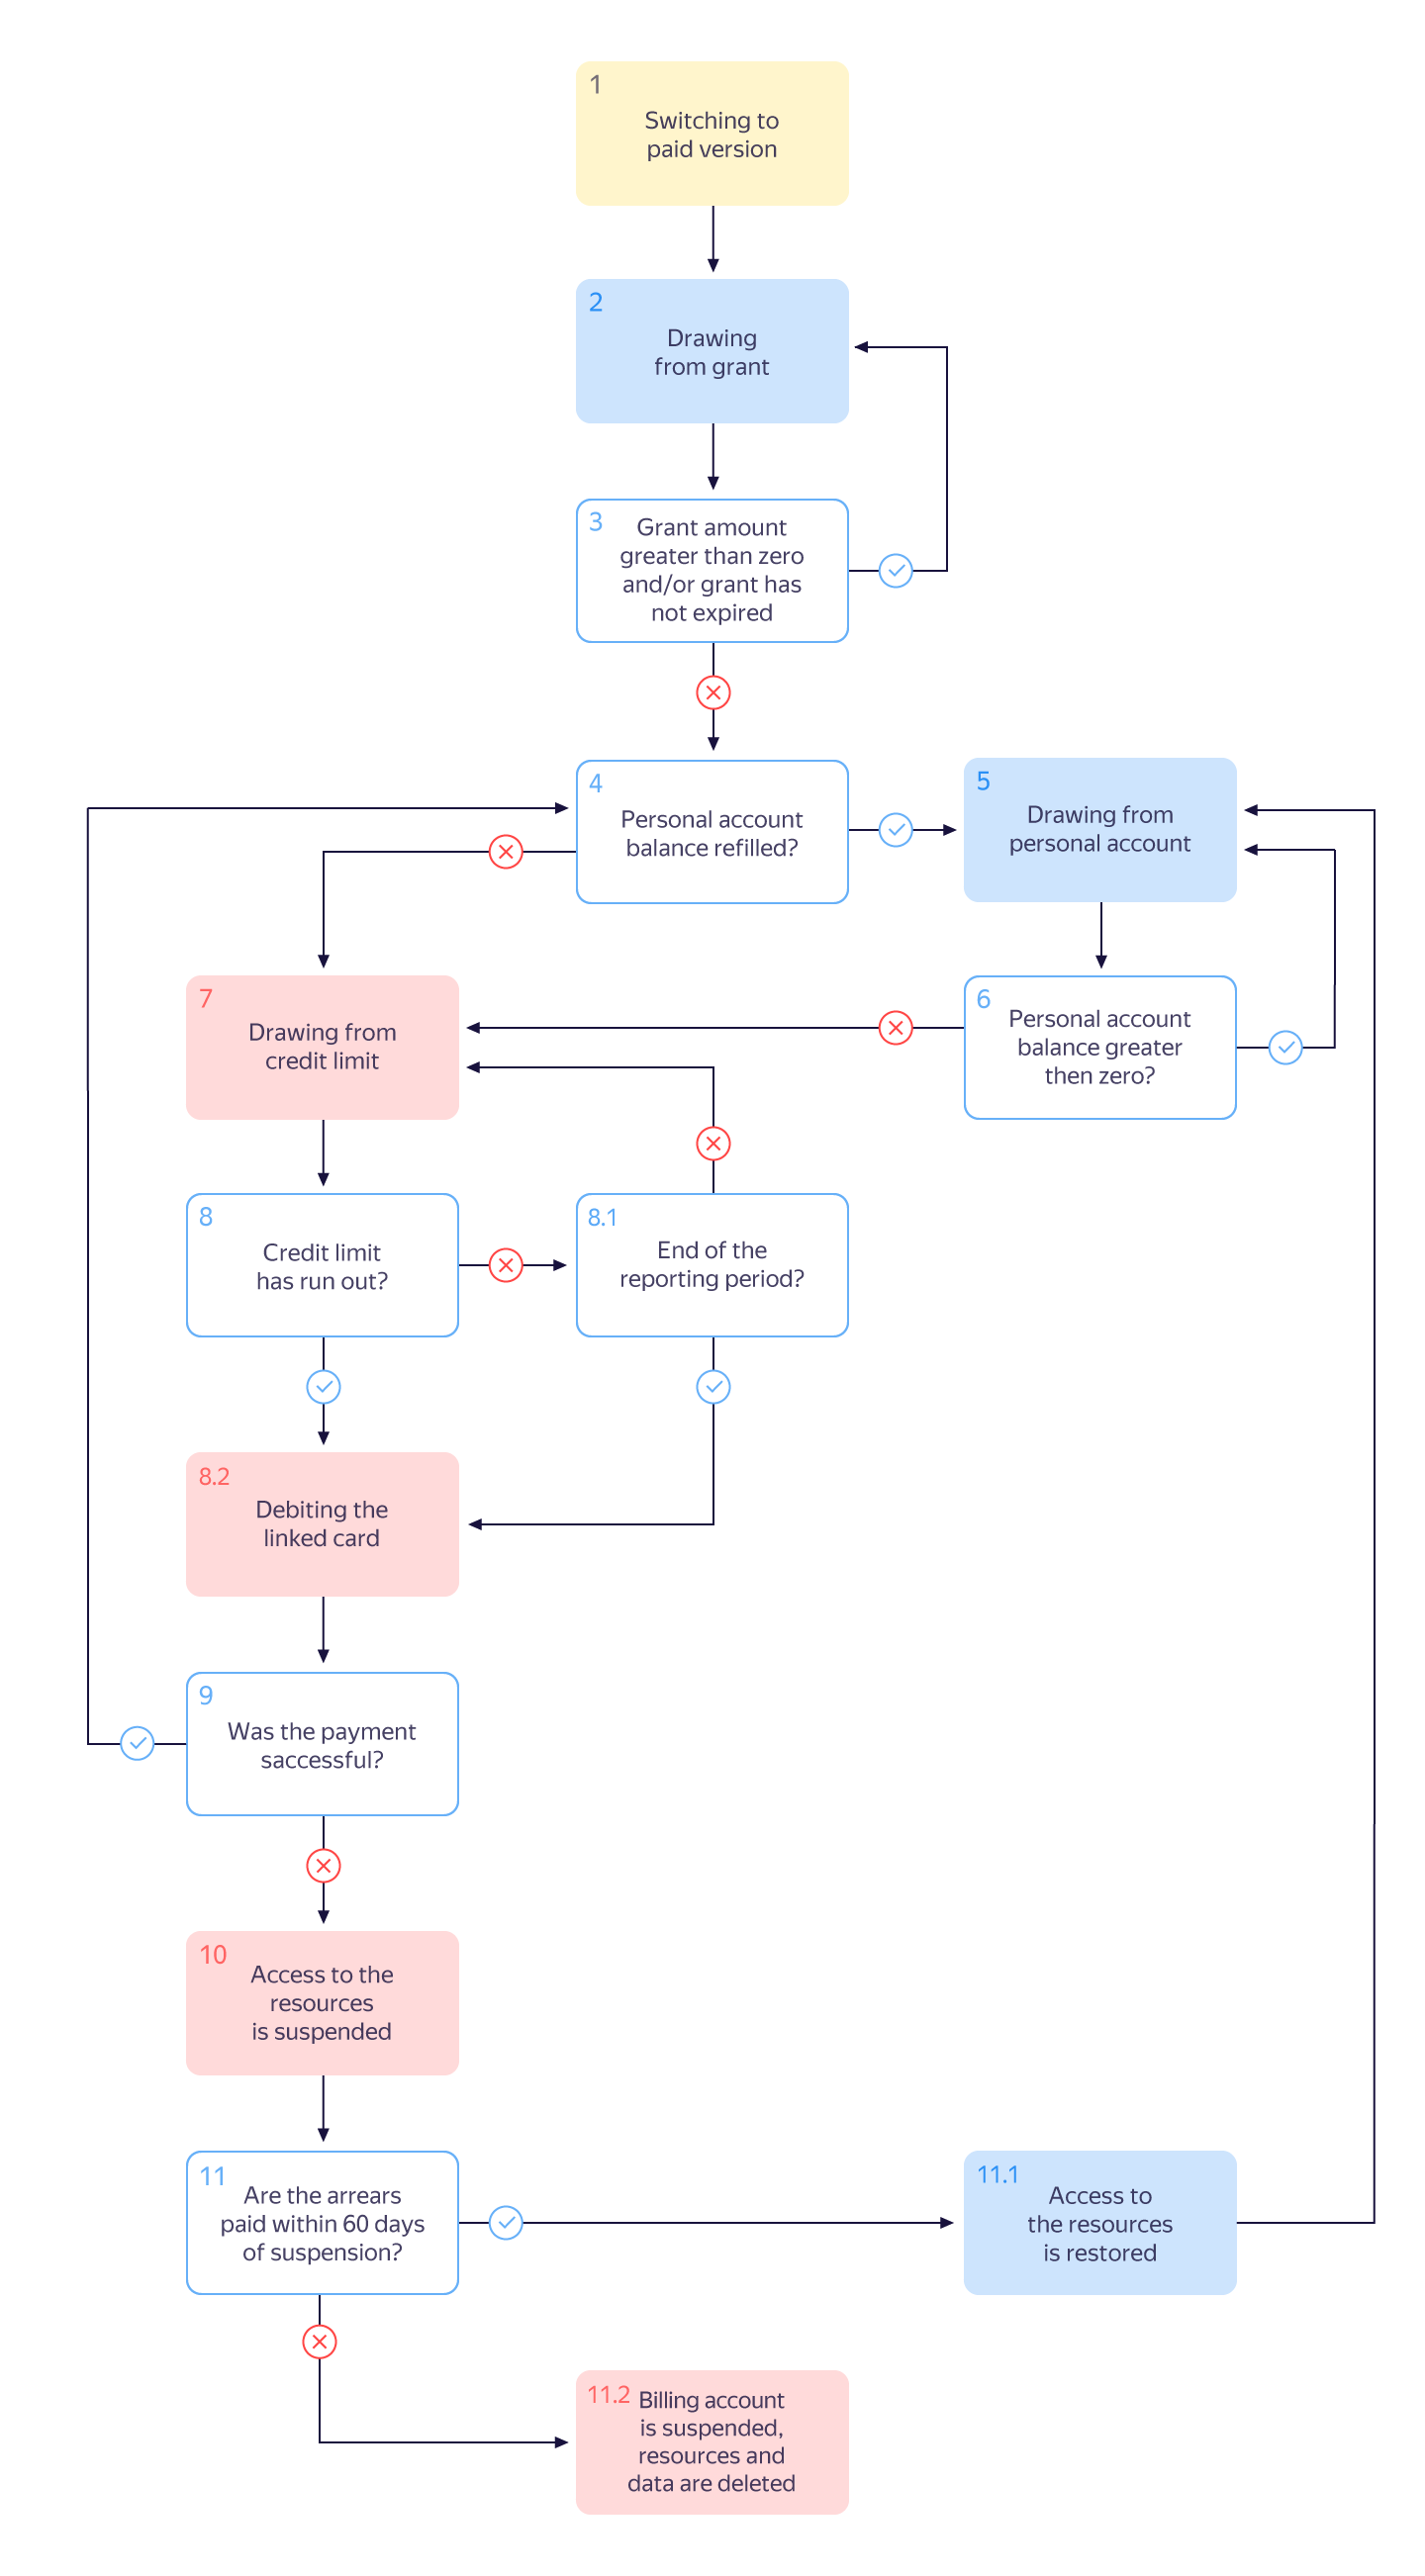 1
Switching to
paid version
2
Drawing
from grant
3
Grant amount
greater than zero
and/or grant has
not expired
4
Personal account
balance refilled?
5
Drawing from
personal account
6
Personal account
balance greater
then zero?
7
Drawing from
credit limit
8
Credit limit
has run out?
8.1
End of the
reporting period?
8.2
Debiting the
linked card
9
Was the payment
saccessful?
10
Access to the
resources
is suspended
11
Are the arrears
paid within 60 days
of suspension?
11.1
Access to
the resources
is restored
11.2
Billing account
is suspended,
resources and
data are deleted